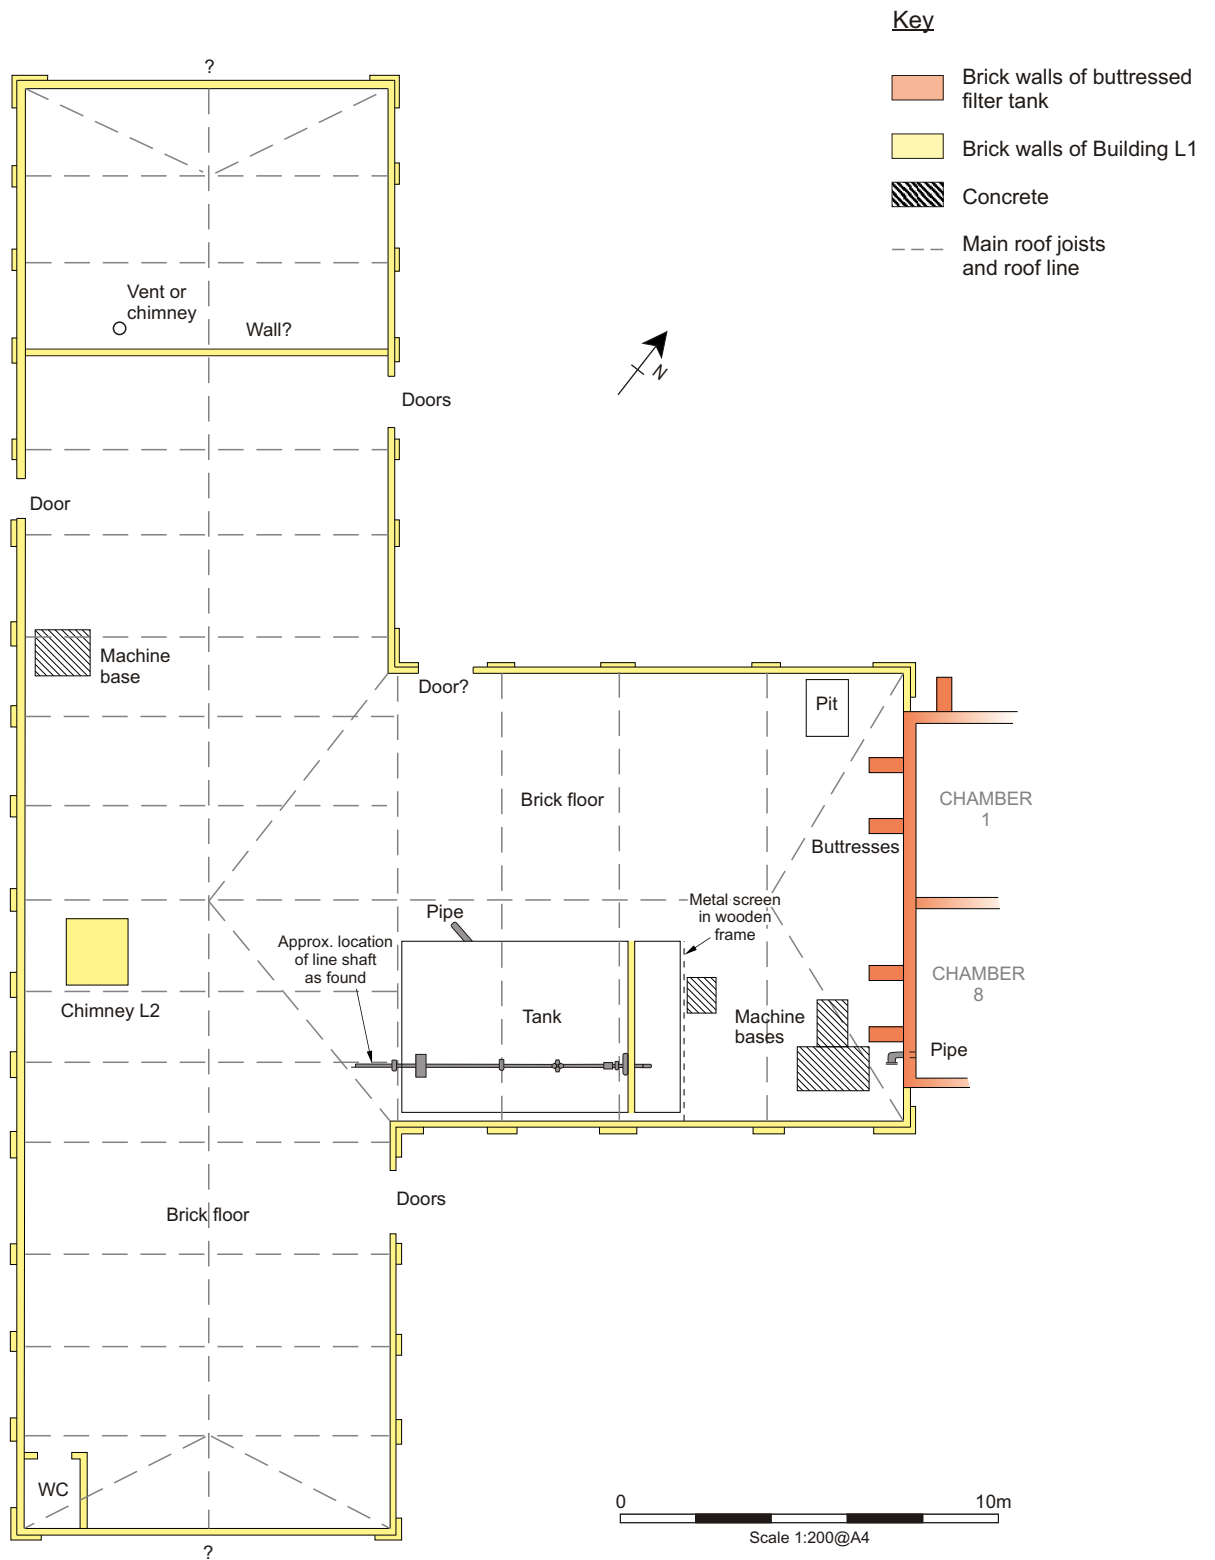 Key
Brick walls of buttressed
filter tank
Brick walls of Building L1
Concrete
Main roof joists
and roof line
?
Vent or
chimney
Wall?
N
Doors
Door
Machine
base
Door?
Pit
Brick floor
CHAMBER
1
Buttresses
Metal screen
in wooden
frame
Pipe
Approx. location
of line shaft
as found
CHAMBER
8
Chimney L2
Tank
Machine
bases
Pipe
Doors
Brick floor
WC
0
10m
Scale 1:200@A4
?